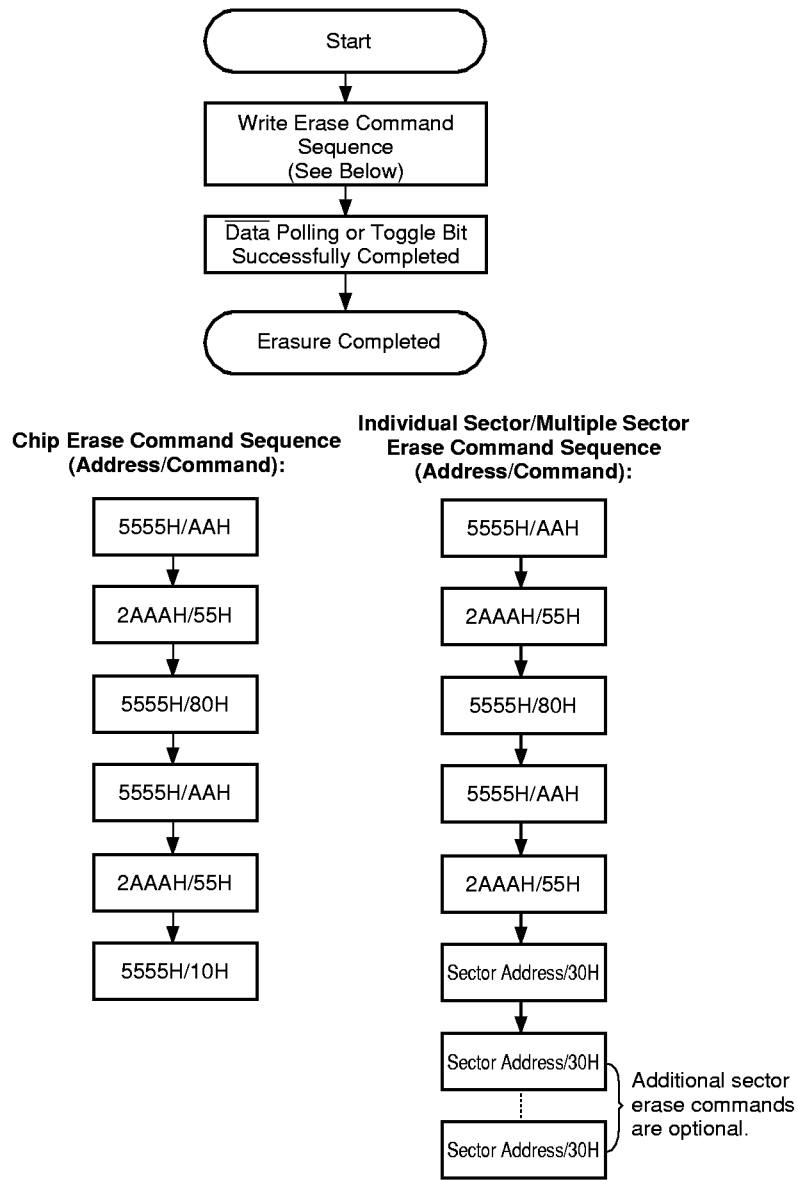 Start
Write Erase Command
Sequence
(See Below)
Data Polling or Toggle Bit
Successfully Completed
Erasure Completed
Chip Erase Command Sequence
(Address/Command):
5555H/AAH
2AAAH/55H
5555H/80H
5555H/AAH
2AAAH/55H
5555H/10H
Individual Sector/Multiple Sector
Erase Command Sequence
(Address/Command):
5555H/AAH
2AAAH/55H
5555H/80H
5555H/AAH
2AAAH/55H
Sector Address/30H
Sector Address/30H
Sector Address/30H
Additional sector
erase commands
are optional.